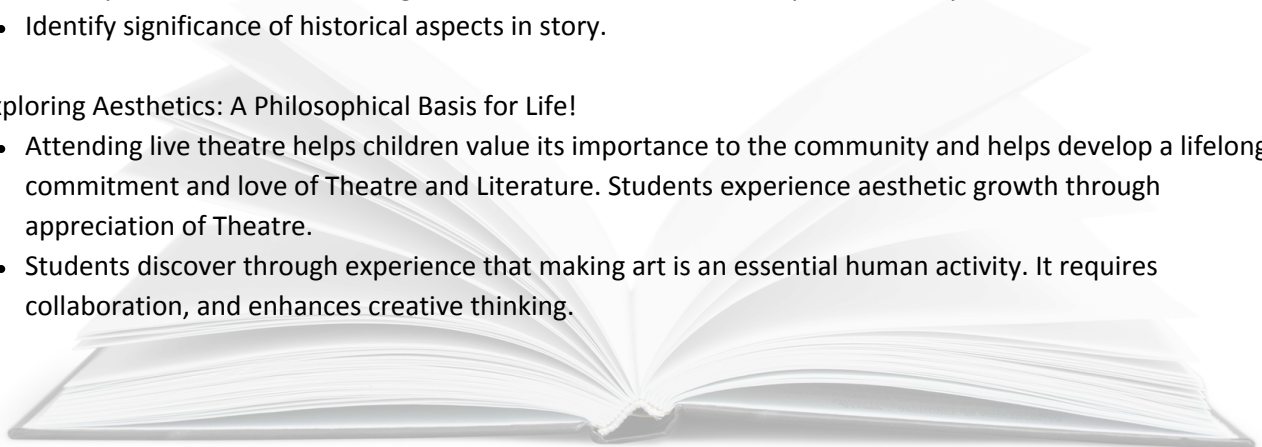 • Identify significance of historical aspects in story.
xploring Aesthetics: A Philosophical Basis for Life!
• Attending live theatre helps children value its importance to the community and helps develop a lifelong
commitment and love of Theatre and Literature. Students experience aesthetic growth through
appreciation of Theatre.
• Students discover through experience that making art is an essential human activity. It requires
collaboration, and enhances creative thinking.